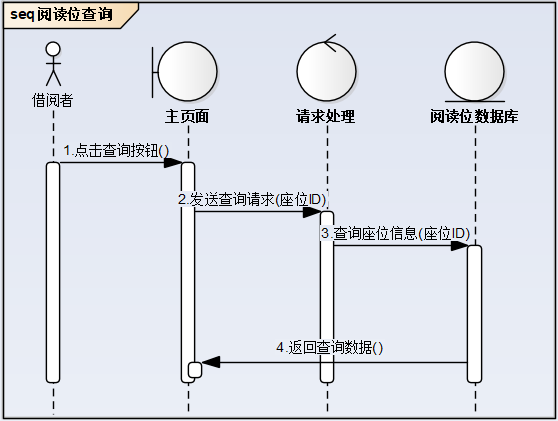 seq 阅读位查询
借阅者
主页面
请求处理
阅读位数据库
1.点击查询按钮()
2.发送查询请求(座位ID)
3.查询座位信息(座位ID)
4.返回查询数据()